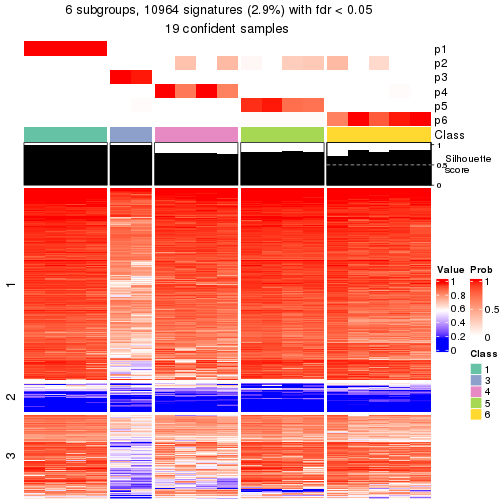 6 subgroups, 10964 signatures (2.9%) with fdr < 0.05
19 confident samples
p1
p2
p3
p4
p5
p6
Class
1
0.5
0
Silhouette
score
1
2
3
Value
1
0.8
0.6
0.4
0.2
0
Prob
1
0.5
0
Class
1
3
4
5
6